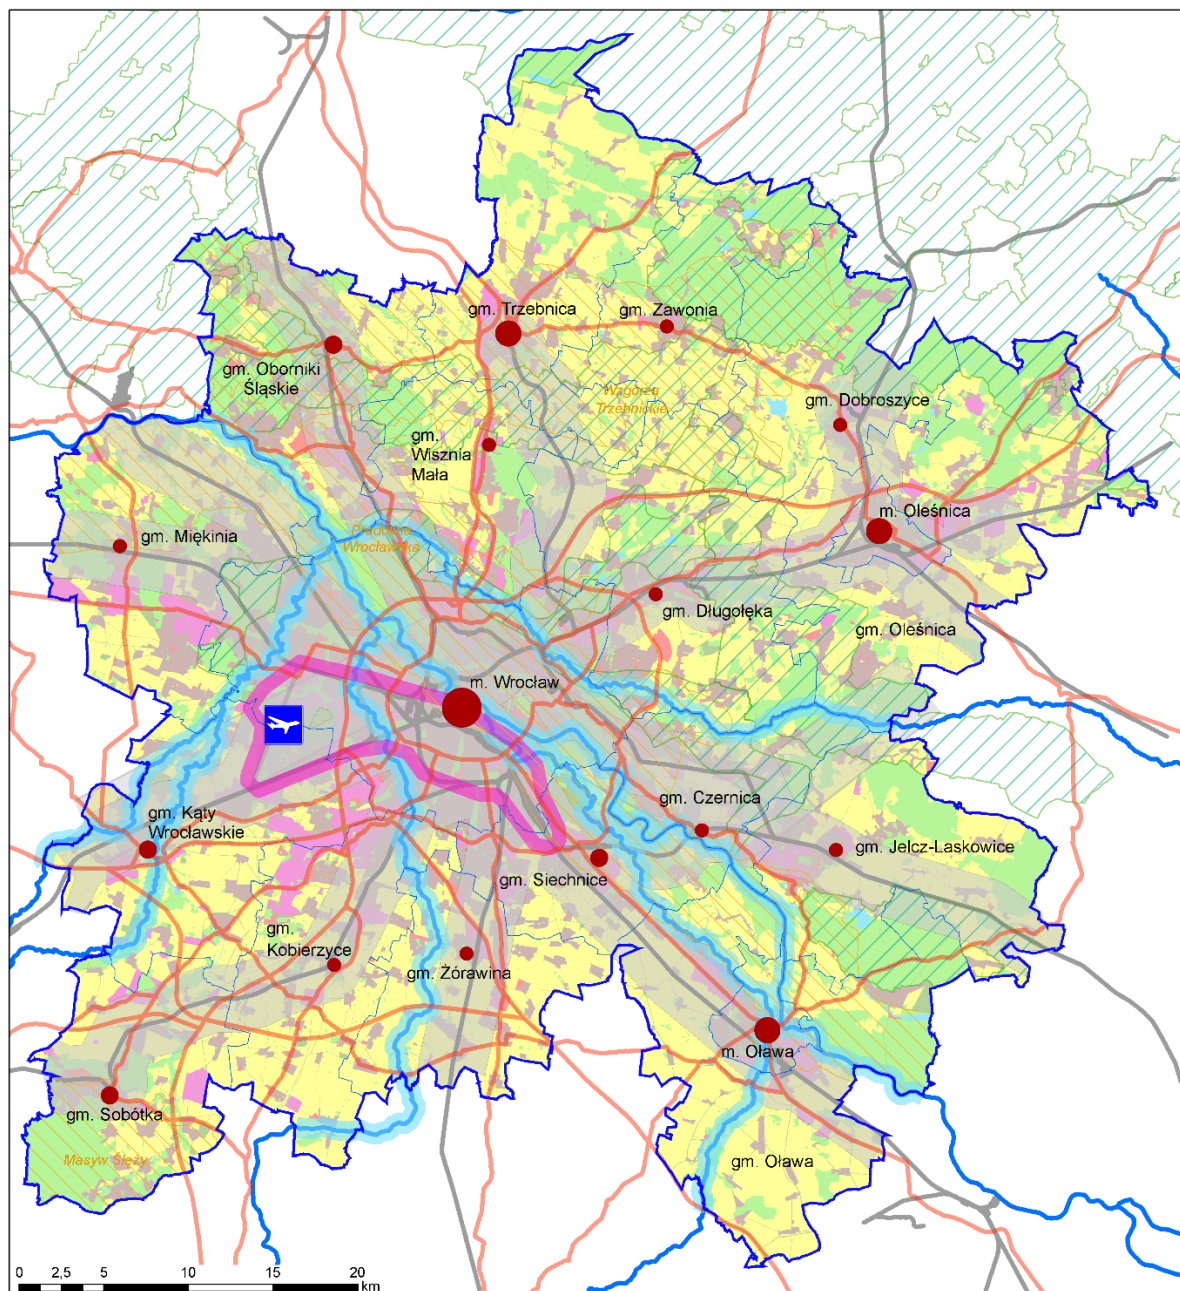 gm. Trzebnica
gm. Zawonia
gm. Oborniki
Śląskie
Wzgórza
Trzebnickie
gm. Dobroszyce
gm.
Wisznia
Mała
m. Oleśnica
gm. Miękinia
Pradolina
Wrocławska
gm. Długołęka
gm. Oleśnica
m. Wrocław
gm. Kąty
Wrocławskie
gm. Czernica
gm. Jelcz-Laskowice
gm. Siechnice
gm.
Kobierzyce
gm. Żórawina
m. Oława
gm. Sobótka
Masyw Ślęży
gm. Oława
0 2,5 5 10 15 20
km